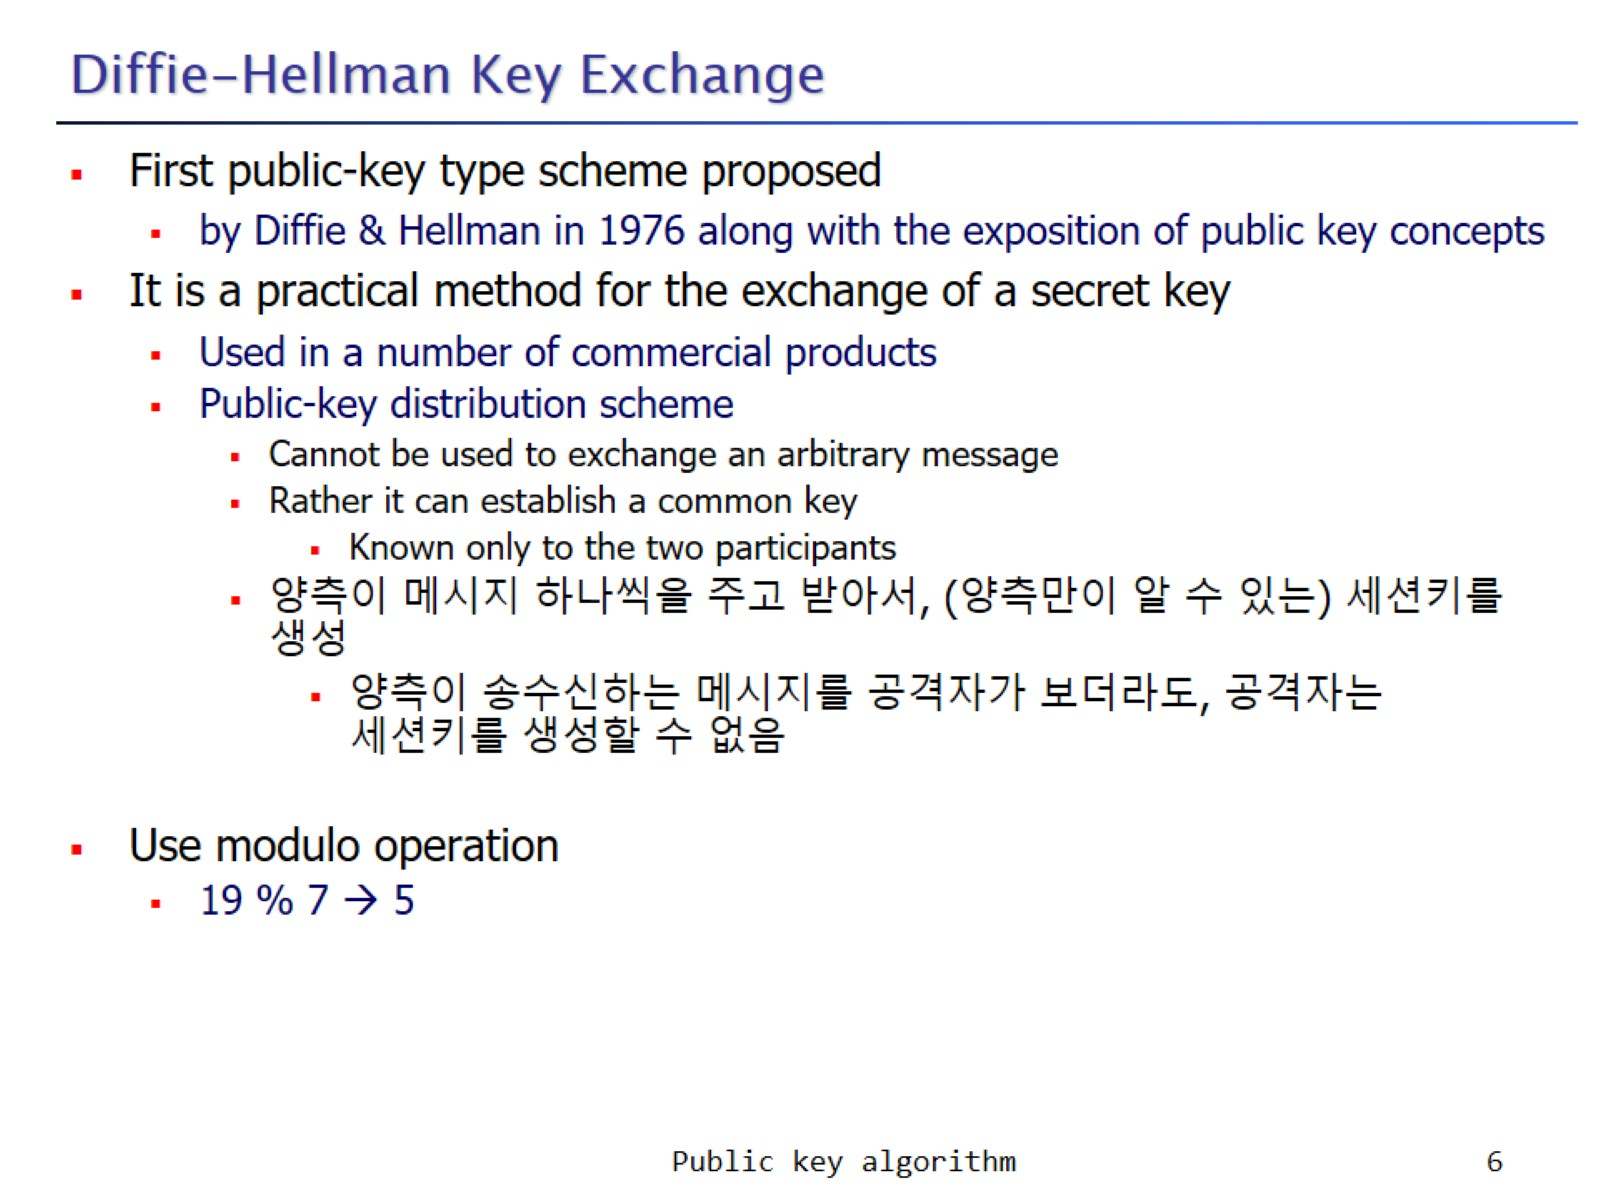 Diffie-Hellman Key Exchange
▪ First public-key type scheme proposed
▪ by Diffie & Hellman in 1976 along with the exposition of public key concepts
▪ It is a practical method for the exchange of a secret key
▪ Used in a number of commercial products
▪ Public-key distribution scheme
▪ Cannot be used to exchange an arbitrary message
▪ Rather it can establish a common key
▪ Known only to the two participants
▪ 양측이 메시지 하나씩을 주고 받아서, (양측만이 알 수 있는) 세션키를
생성
▪ 양측이 송수신하는 메시지를 공격자가 보더라도, 공격자는
세션키를 생성할 수 없음
▪ Use modulo operation
▪ 19 % 7 → 5
Public key algorithm
6